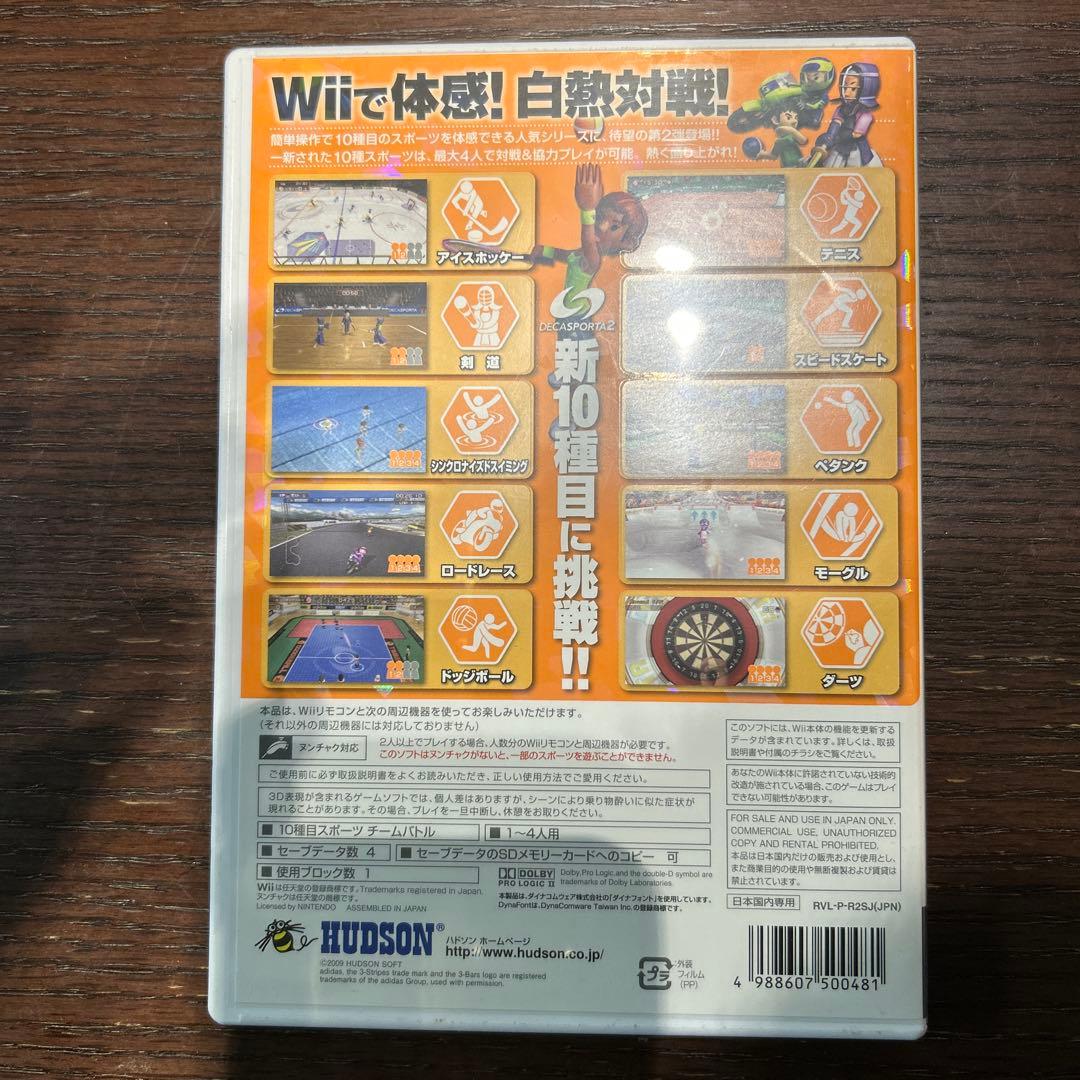 Wiiで体感!白熱対戦!
簡単操作で10種目のスポーツを体感できる人気シリーズに、待望の第2弾登場!!
一新された10種スポーツは、最大4人で対戦&協力プレイが可能。熱く盛り上がれ!
アイスホッケー
テニス
剣道
スピードスケート
シンクロナイズドスイミング
ペタンク
ロードレース
モーグル
ドッジボール
ダーツ
DECASPORTA2
新10種目に挑戦!!
本品は、Wiiリモコンと次の周辺機器を使ってお楽しみいただけます。
(それ以外の周辺機器には対応しておりません)
ヌンチャク対応
2人以上でプレイする場合、人数分のWiiリモコンと周辺機器が必要です。
このソフトはヌンチャクがないと、一部のスポーツを遊ぶことができません。
ご使用前に必ず取扱説明書をよくお読みいただき、正しい使用方法でご愛用ください。
3D表現が含まれるゲームソフトでは、個人差はありますが、シーンにより乗り物酔いに似た症状が
現れることがあります。その場合、プレイを一旦中断し、休憩をお取りください。
■10種目スポーツ チームバトル
■1〜4人用
■セーブデータ数 4
■セーブデータのSDメモリーカードへのコピー 可
■使用ブロック数 1
DOLBY
PRO LOGIC II
Dolby,Pro Logic,and the double-D symbol are
trademarks of Dolby Laboratories.
Wiiは任天堂の登録商標です。Trademarks registered in Japan.
ヌンチャクは任天堂の登録商標です。
Licensed by NINTENDO ASSEMBLED IN JAPAN
本製品は、ダイナコムウェア株式会社の「ダイナフォント」を使用しています。
DynaFontは、DynaComware Taiwan Inc.の登録商標です。
このソフトには、Wii本体の機能を更新する
データが含まれています。詳しくは、取扱
説明書や付属のチラシをご覧ください。
あなたのWii本体に許諾されていない技術的
改造が施されている場合、このゲームはプレイ
できない可能性があります。
FOR SALE AND USE IN JAPAN ONLY.
COMMERCIAL USE, UNAUTHORIZED
COPY AND RENTAL PROHIBITED.
本品は日本国内だけの販売および使用とし、
また商業目的の使用や無断複製および賃貸は
禁止されています。
日本国内専用
RVL-P-R2SJ(JPN)
HUDSON®
ハドソン ホームページ
http://www.hudson.co.jp/
©2009 HUDSON SOFT
adidas, the 3-Stripes trade mark and the 3-Bars logo are registered
trademarks of the adidas Group, used with permission.
プラ
外装
フィルム
(PP)
4 988607 500481